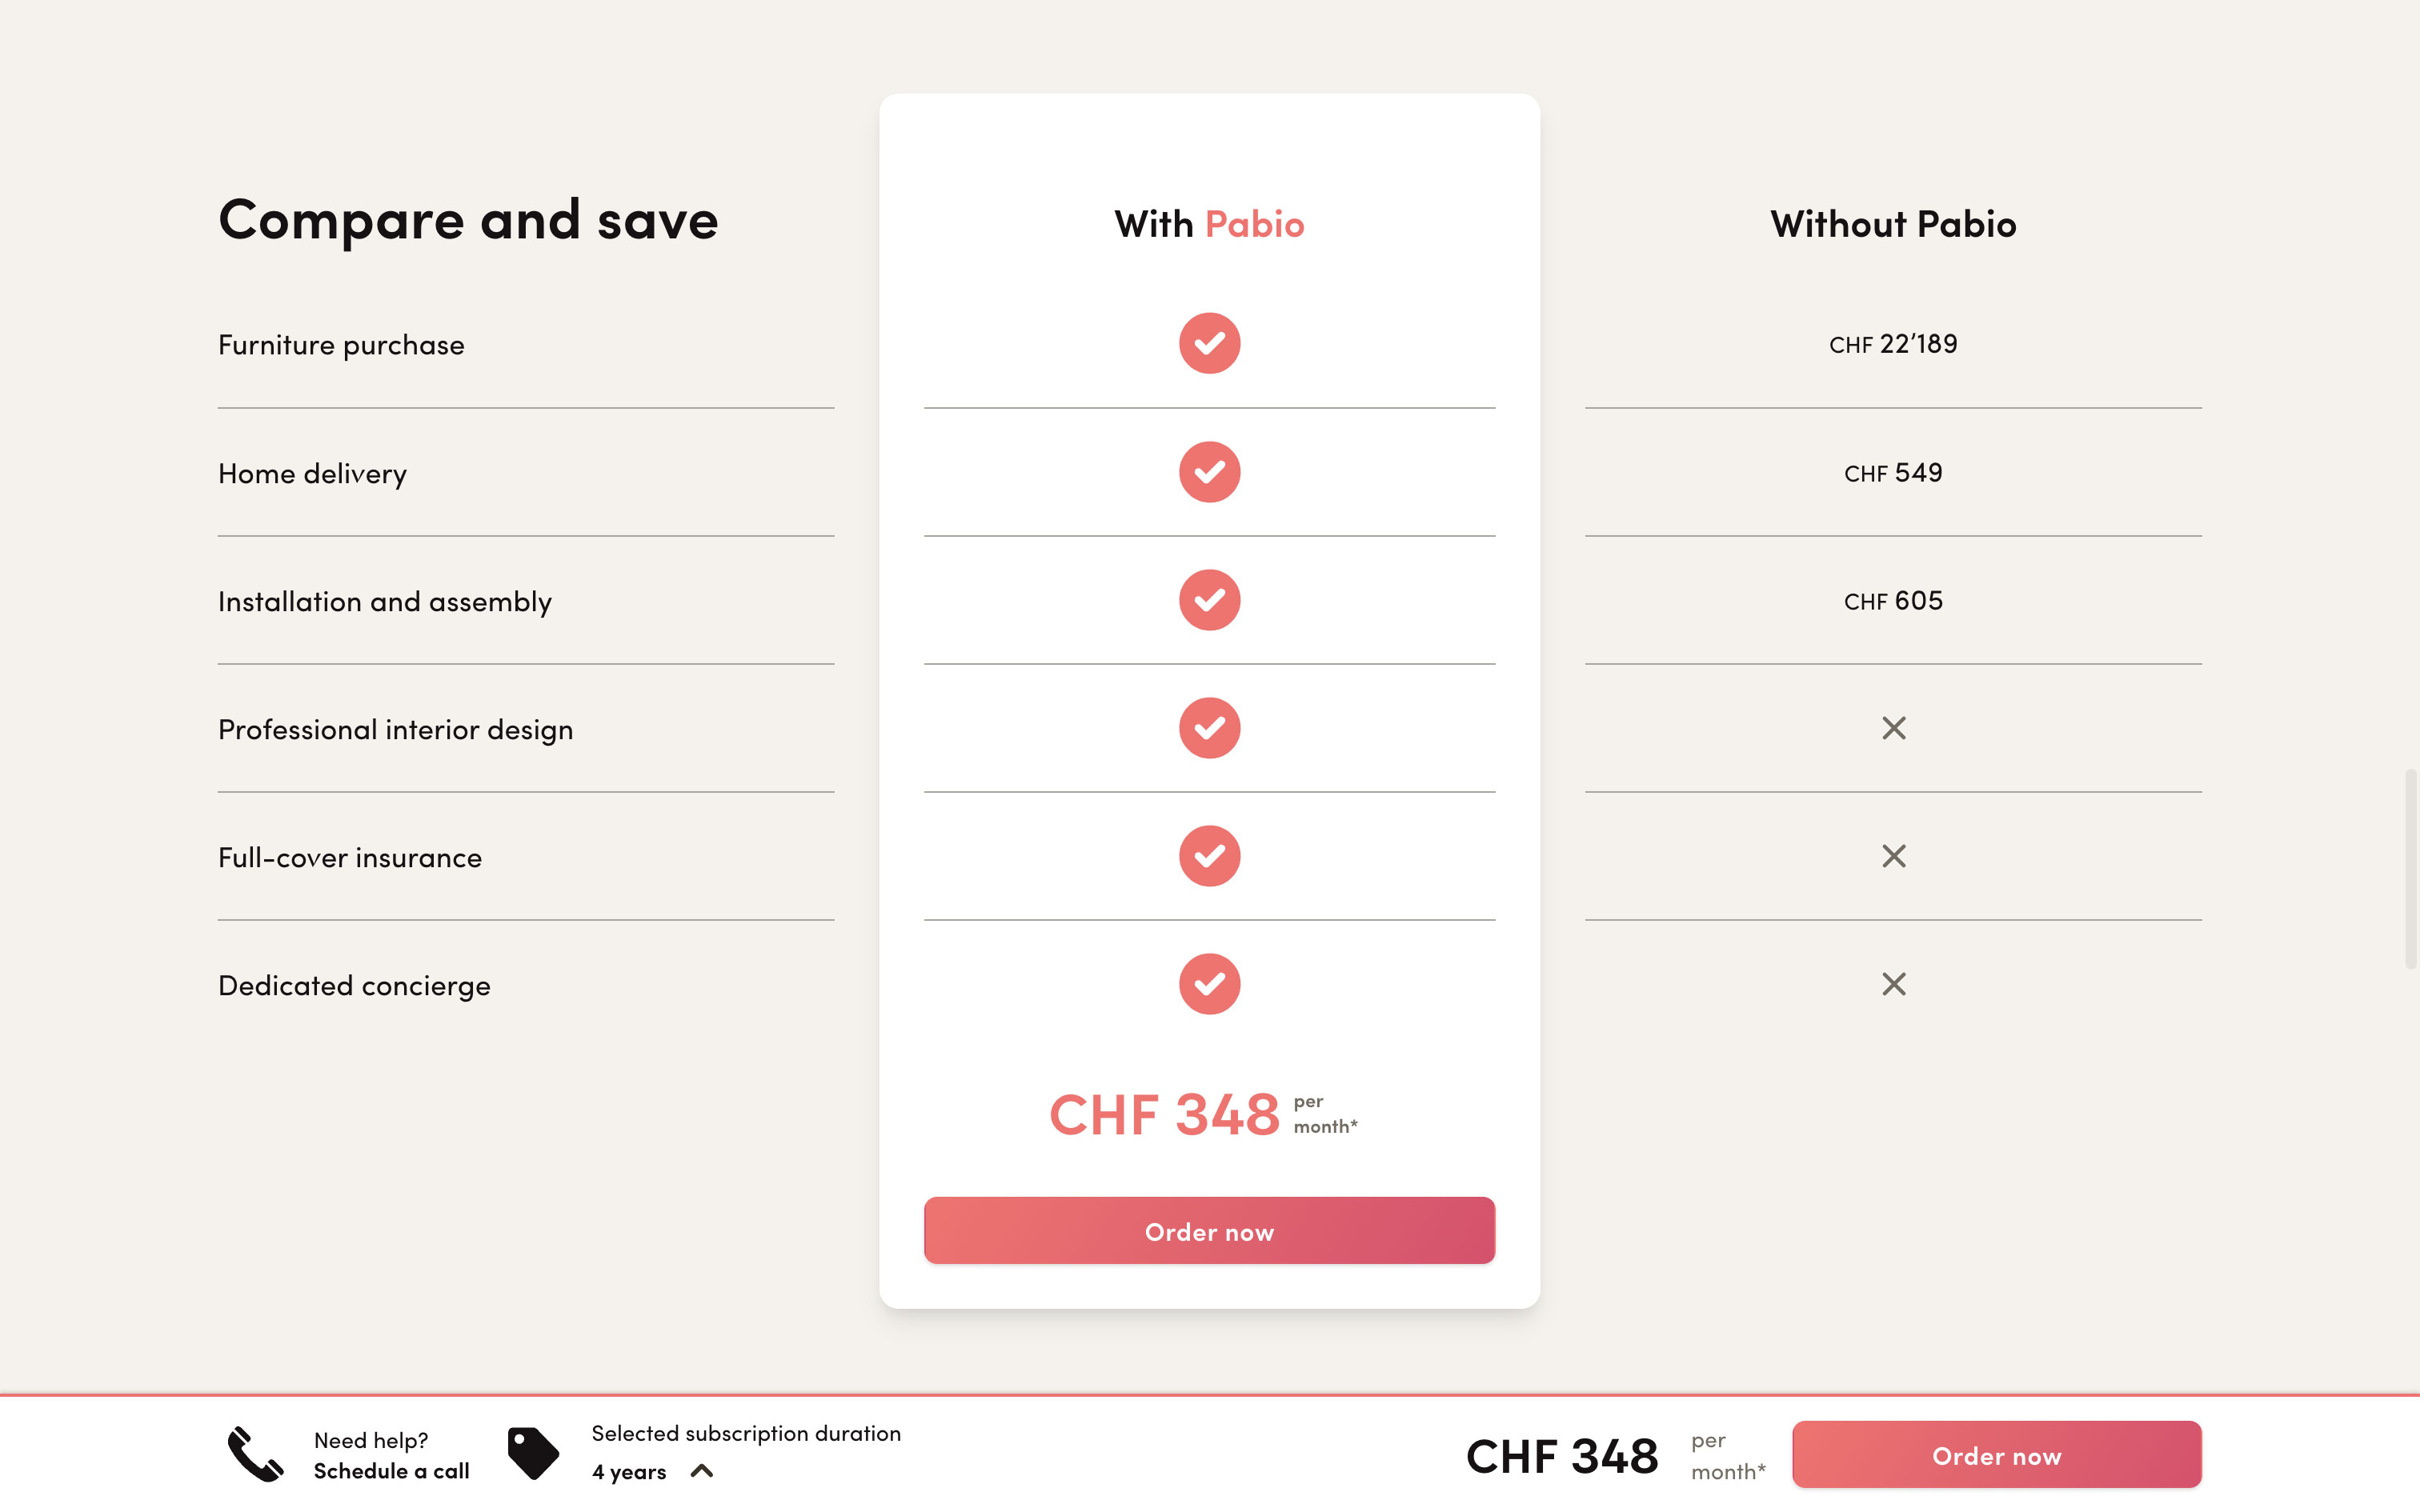 Compare and save
With Pabio
Without Pabio
Furniture purchase
CHF 22’189
Home delivery
CHF 549
Installation and assembly
CHF 605
Professional interior design
Full-cover insurance
Dedicated concierge
CHF 348 per
month*
Order now
Need help?
Schedule a call
Selected subscription duration
4 years
CHF 348 per
month*
Order now